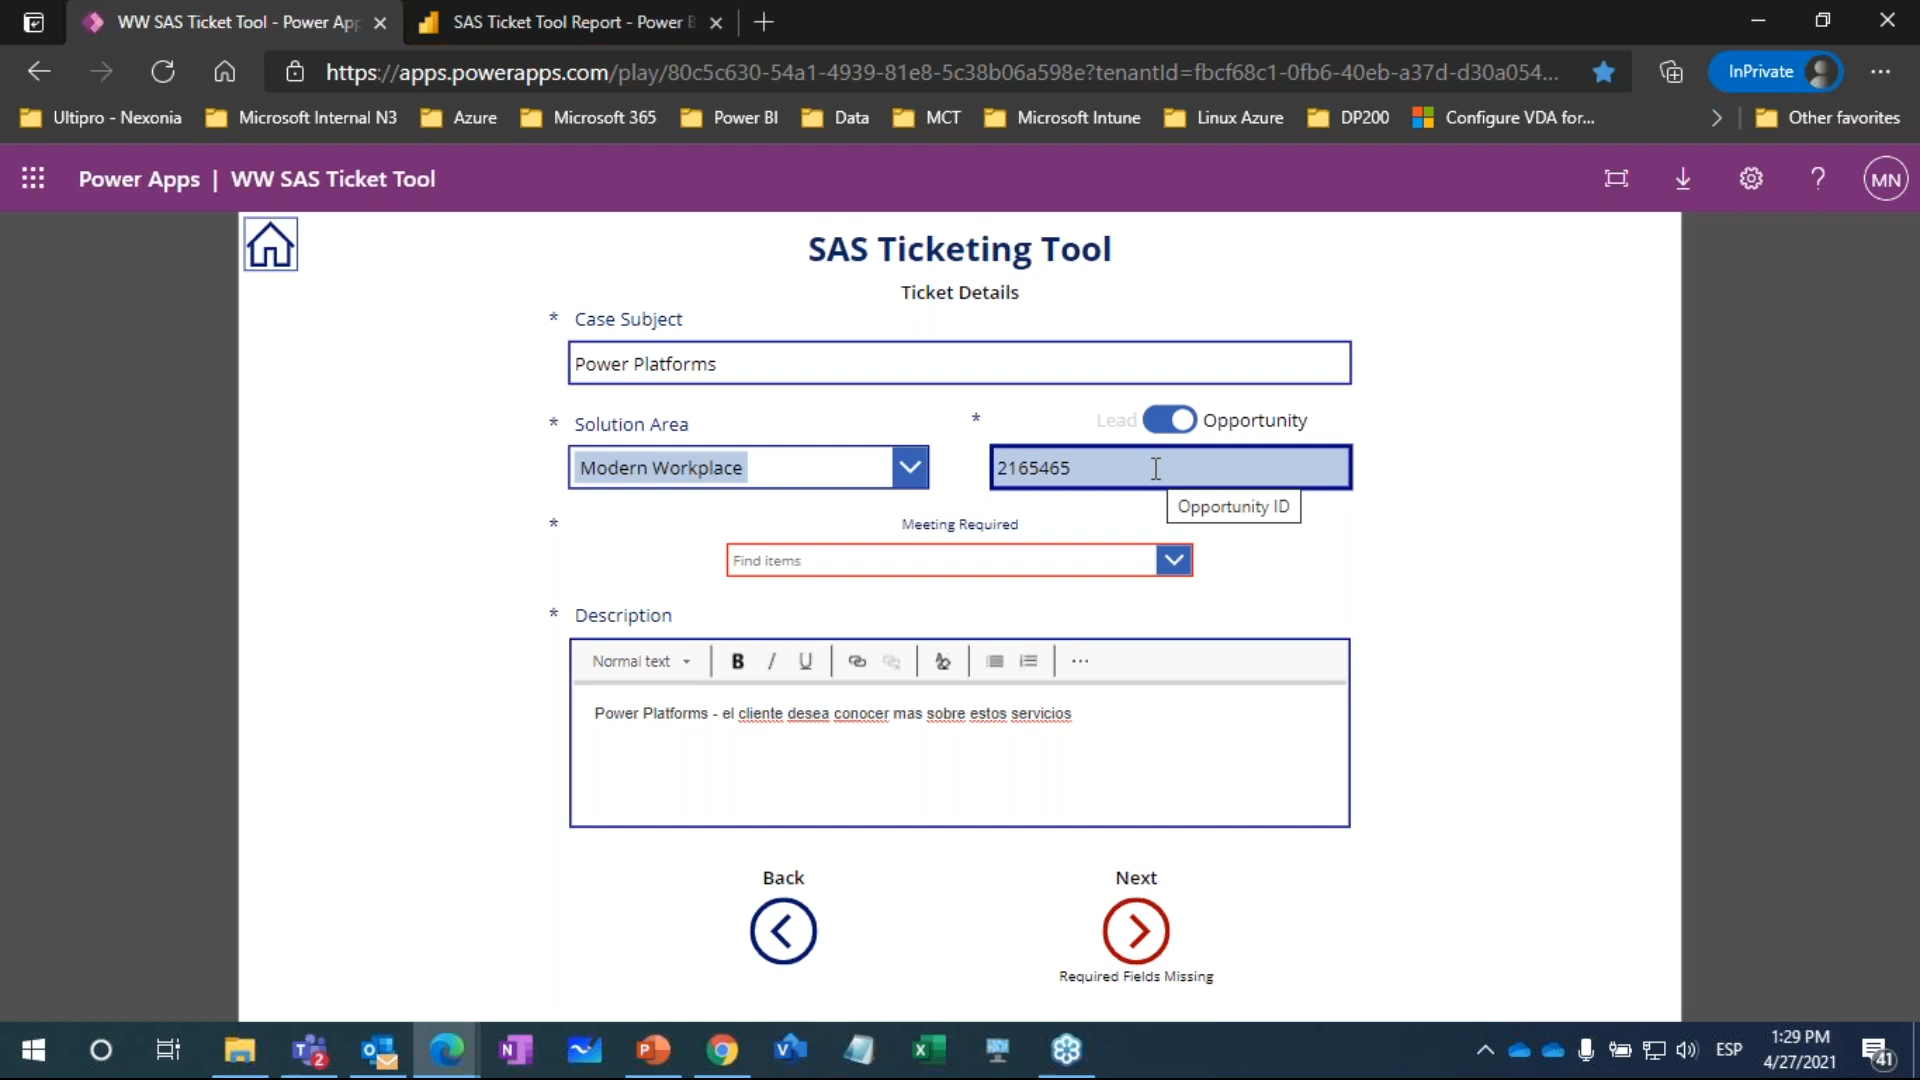 WW SAS Ticket Tool - Power App
SAS Ticket Tool Report - Power B
https://apps.powerapps.com/play/80c5c630-54a1-4939-81e8-5c38b06a598e?tenantId=fbcf68c1-0fb6-40eb-a37d-d30a054...
InPrivate
Ultipro - Nexonia Microsoft Internal N3 Azure Microsoft 365 Power BI Data MCT Microsoft Intune Linux Azure DP200 Configure VDA for... Other favorites
Power Apps | WW SAS Ticket Tool
? MN
SAS Ticketing Tool
Ticket Details
* Case Subject
Power Platforms
* Solution Area
* Lead Opportunity
Modern Workplace
2165465
Opportunity ID
* Meeting Required
Find items
* Description
Normal text B / U ...
Power Platforms - el cliente desea conocer mas sobre estos servicios
Back
Next
Required Fields Missing
ESP
1:29 PM
4/27/2021
41